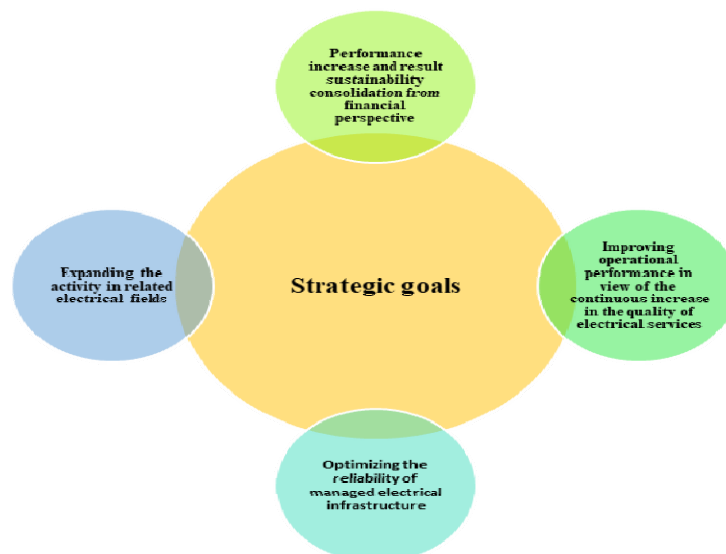 Performance
increase and result
sustainability
consolidation from
financial
perspective
Expanding the
activity in related
electrical fields
Strategic goals
Improving
operational
performance in
view of the
continuous increase
in the quality of
electrical services
Optimizing the
reliability of
managed electrical
infrastructure